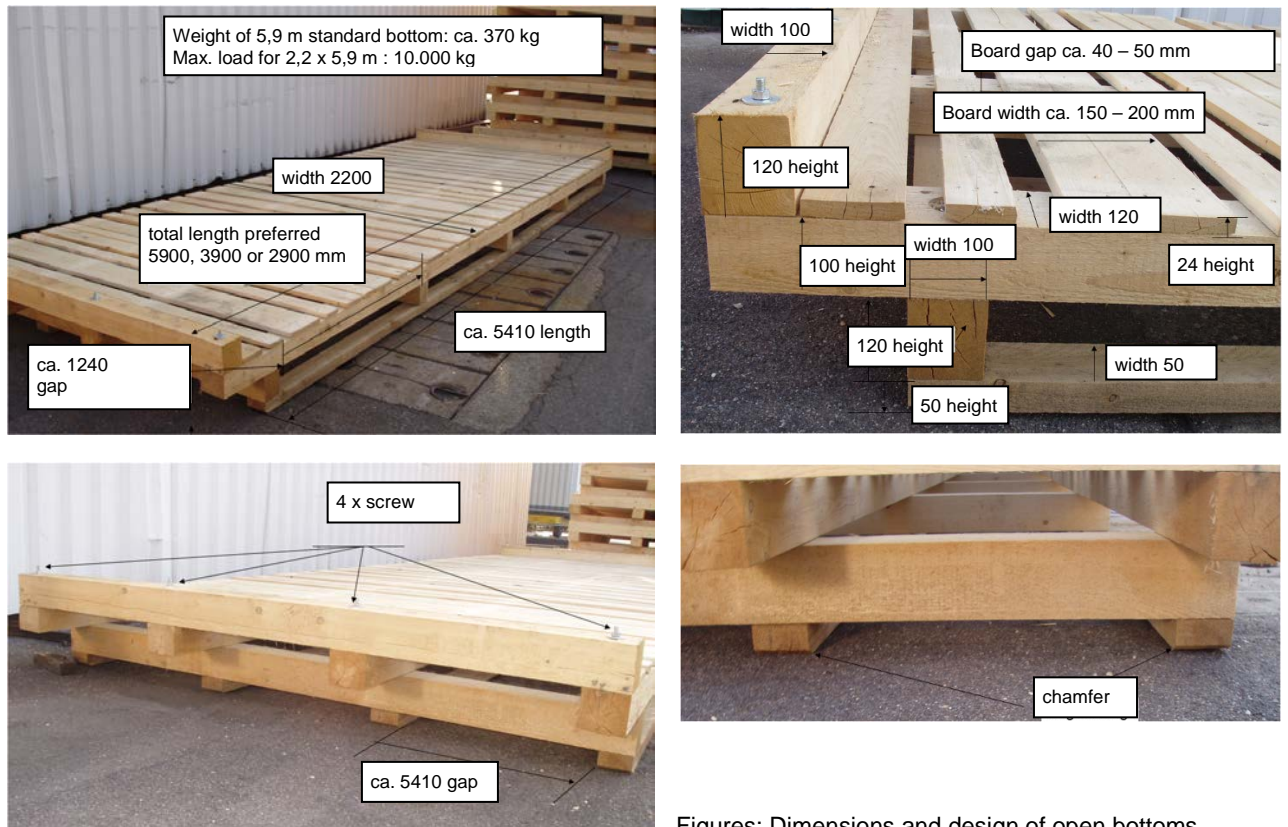 Weight of 5,9 m standard bottom: ca. 370 kg
Max. load for 2,2 x 5,9 m : 10.000 kg
width 2200
total length preferred
5900, 3900 or 2900 mm
ca. 5410 length
ca. 1240
gap
width 100
Board gap ca. 40 – 50 mm
Board width ca. 150 – 200 mm
120 height
width 120
width 100
100 height
24 height
120 height
width 50
50 height
4 x screw
ca. 5410 gap
chamfer
Figures: Dimensions and design of open bottoms